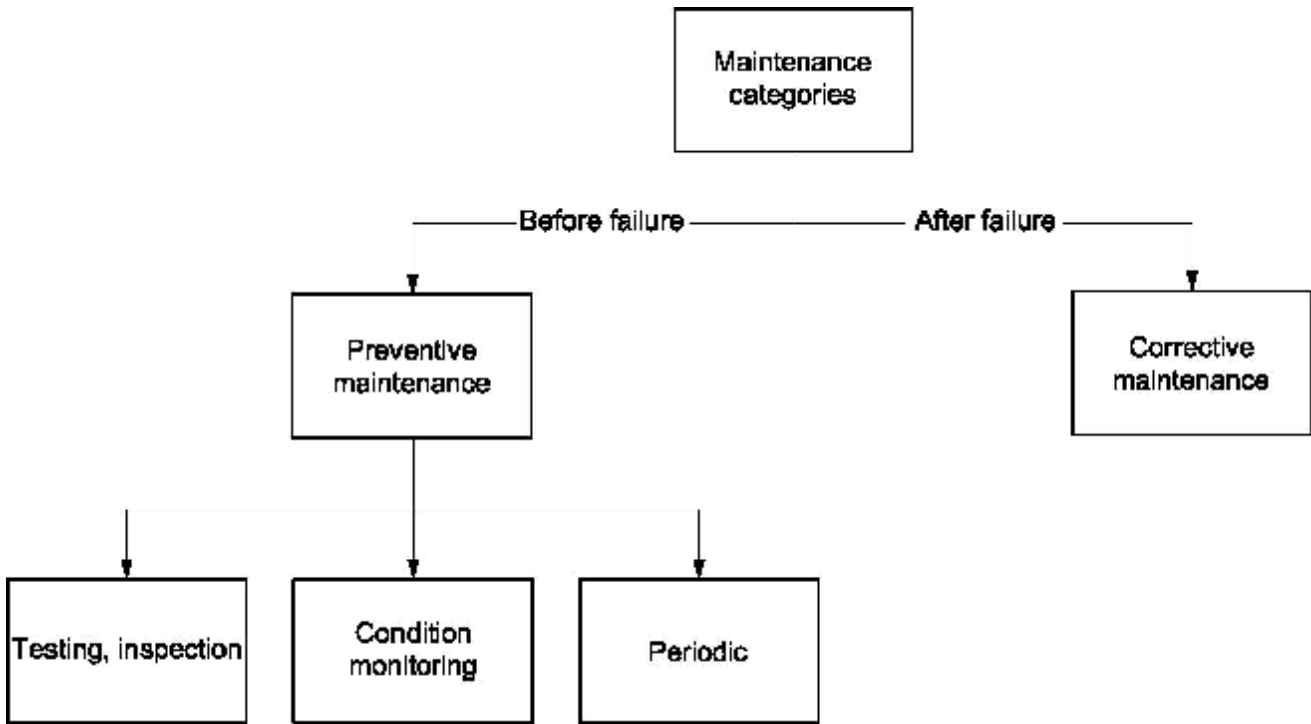 Maintenance
categories
Before failure
After failure
Preventive
maintenance
Corrective
maintenance
Testing, inspection
Condition
monitoring
Periodic